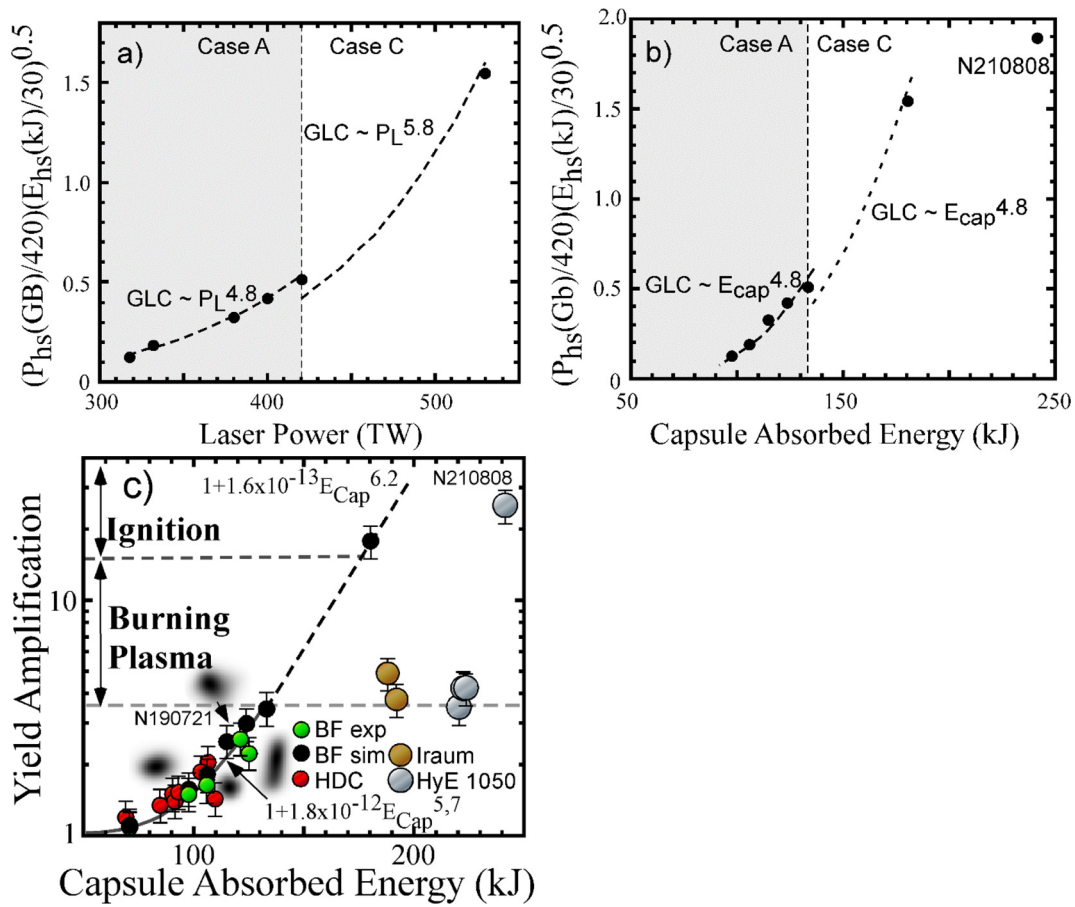 a)
Case A
Case C
GLC ~ P_L^5.8
GLC ~ P_L^4.8
(P_hs(GB)/420)(E_hs(kJ)/30)^0.5
1.5
1.0
0.5
0
300
400
500
Laser Power (TW)
b)
Case A
Case C
N210808
GLC ~ E_cap^4.8
GLC ~ E_cap^4.8
(P_hs(Gb)/420)(E_hs(kJ)/30)^0.5
2.0
1.5
1.0
0.5
0
50
150
250
Capsule Absorbed Energy (kJ)
c)
1+1.6x10^-13E_Cap^6.2
N210808
Ignition
Burning
Plasma
N190721
BF exp
BF sim
HDC
Iraum
HyE 1050
1+1.8x10^-12E_Cap^5,7
Yield Amplification
10
1
100
200
Capsule Absorbed Energy (kJ)